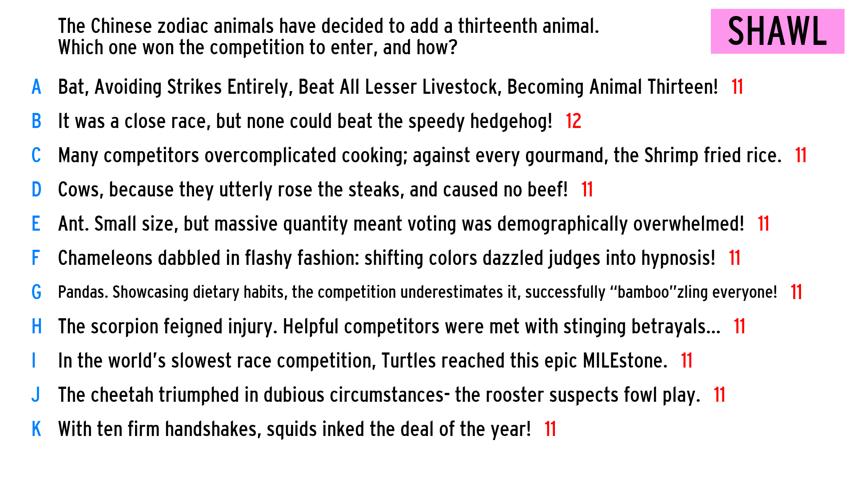 The Chinese zodiac animals have decided to add a thirteenth animal.
Which one won the competition to enter, and how?
SHAWL
A Bat, Avoiding Strikes Entirely, Beat All Lesser Livestock, Becoming Animal Thirteen! 11
B It was a close race, but none could beat the speedy hedgehog! 12
C Many competitors overcomplicated cooking; against every gourmand, the Shrimp fried rice. 11
D Cows, because they utterly rose the steaks, and caused no beef! 11
E Ant. Small size, but massive quantity meant voting was demographically overwhelmed! 11
F Chameleons dabbled in flashy fashion: shifting colors dazzled judges into hypnosis! 11
G Pandas. Showcasing dietary habits, the competition underestimates it, successfully “bamboo”zling everyone! 11
H The scorpion feigned injury. Helpful competitors were met with stinging betrayals... 11
I In the world’s slowest race competition, Turtles reached this epic MILEstone. 11
J The cheetah triumphed in dubious circumstances- the rooster suspects fowl play. 11
K With ten firm handshakes, squids inked the deal of the year! 11